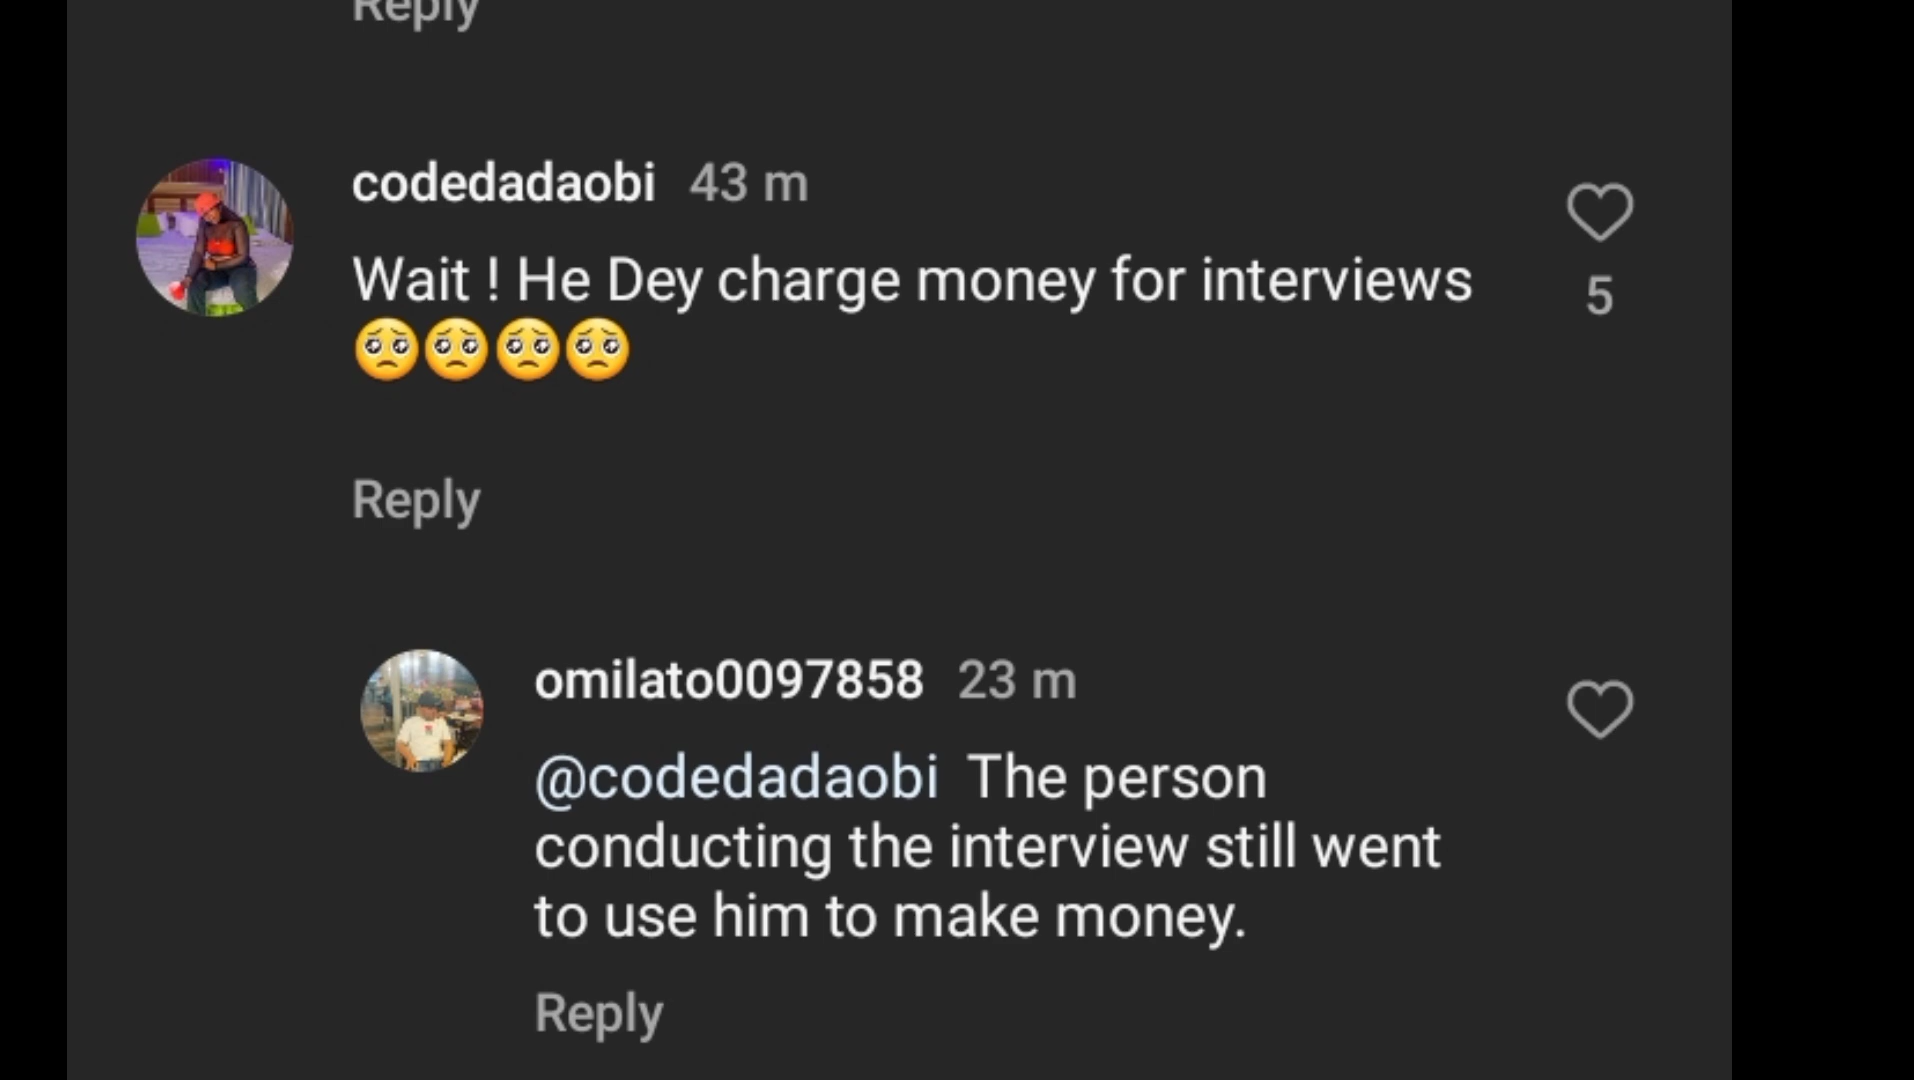 Reply
codedadaobi 43 m
Wait ! He Dey charge money for interviews
🥺🥺🥺🥺
5
Reply
omilato0097858 23 m
@codedadaobi The person
conducting the interview still went
to use him to make money.
Reply